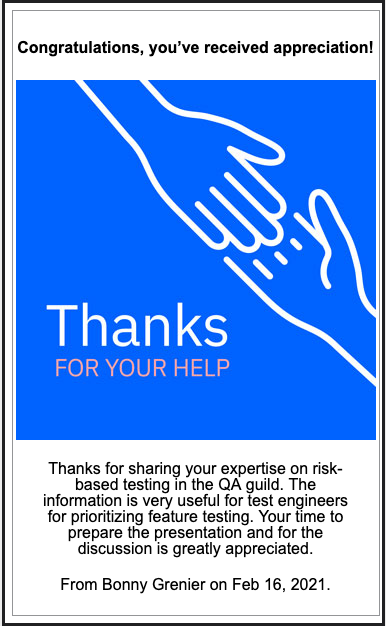 Congratulations, you’ve received appreciation!
Thanks
FOR YOUR HELP
Thanks for sharing your expertise on risk-
based testing in the QA guild. The
information is very useful for test engineers
for prioritizing feature testing. Your time to
prepare the presentation and for the
discussion is greatly appreciated.
From Bonny Grenier on Feb 16, 2021.